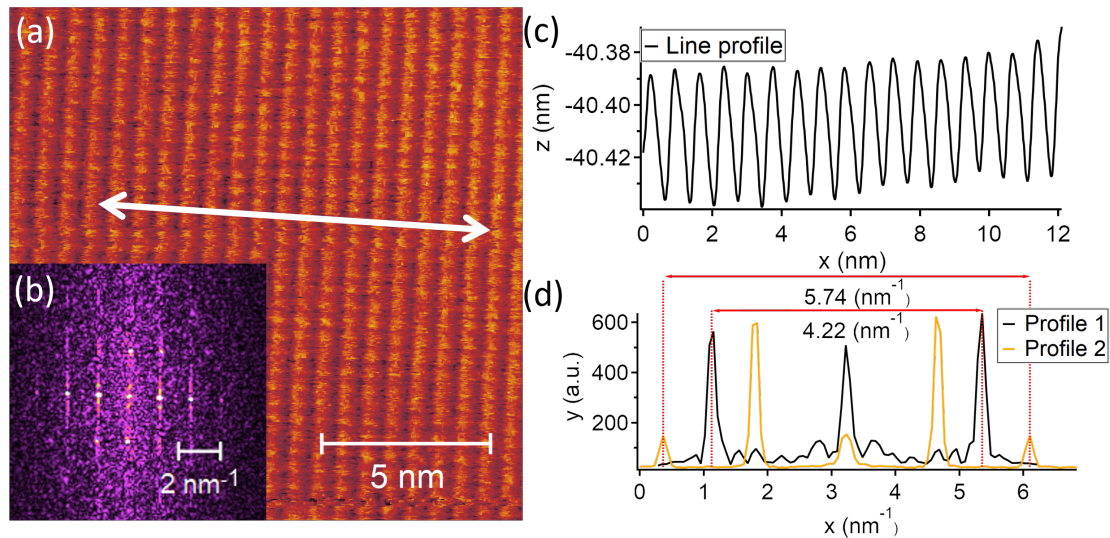 (a)
5 nm
(b)
2 nm⁻¹
(c)
Line profile
-40.38
-40.40
-40.42
z (nm)
0 2 4 6 8 10 12
x (nm)
(d)
5.74 (nm⁻¹)
4.22 (nm⁻¹)
Profile 1
Profile 2
600
400
200
y (a.u.)
0 1 2 3 4 5 6
x (nm⁻¹)